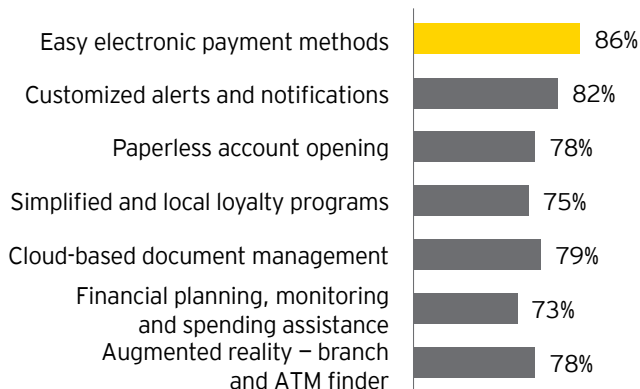 Easy electronic payment methods 86%
Customized alerts and notifications 82%
Paperless account opening 78%
Simplified and local loyalty programs 75%
Cloud-based document management 79%
Financial planning, monitoring
and spending assistance 73%
Augmented reality – branch
and ATM finder 78%